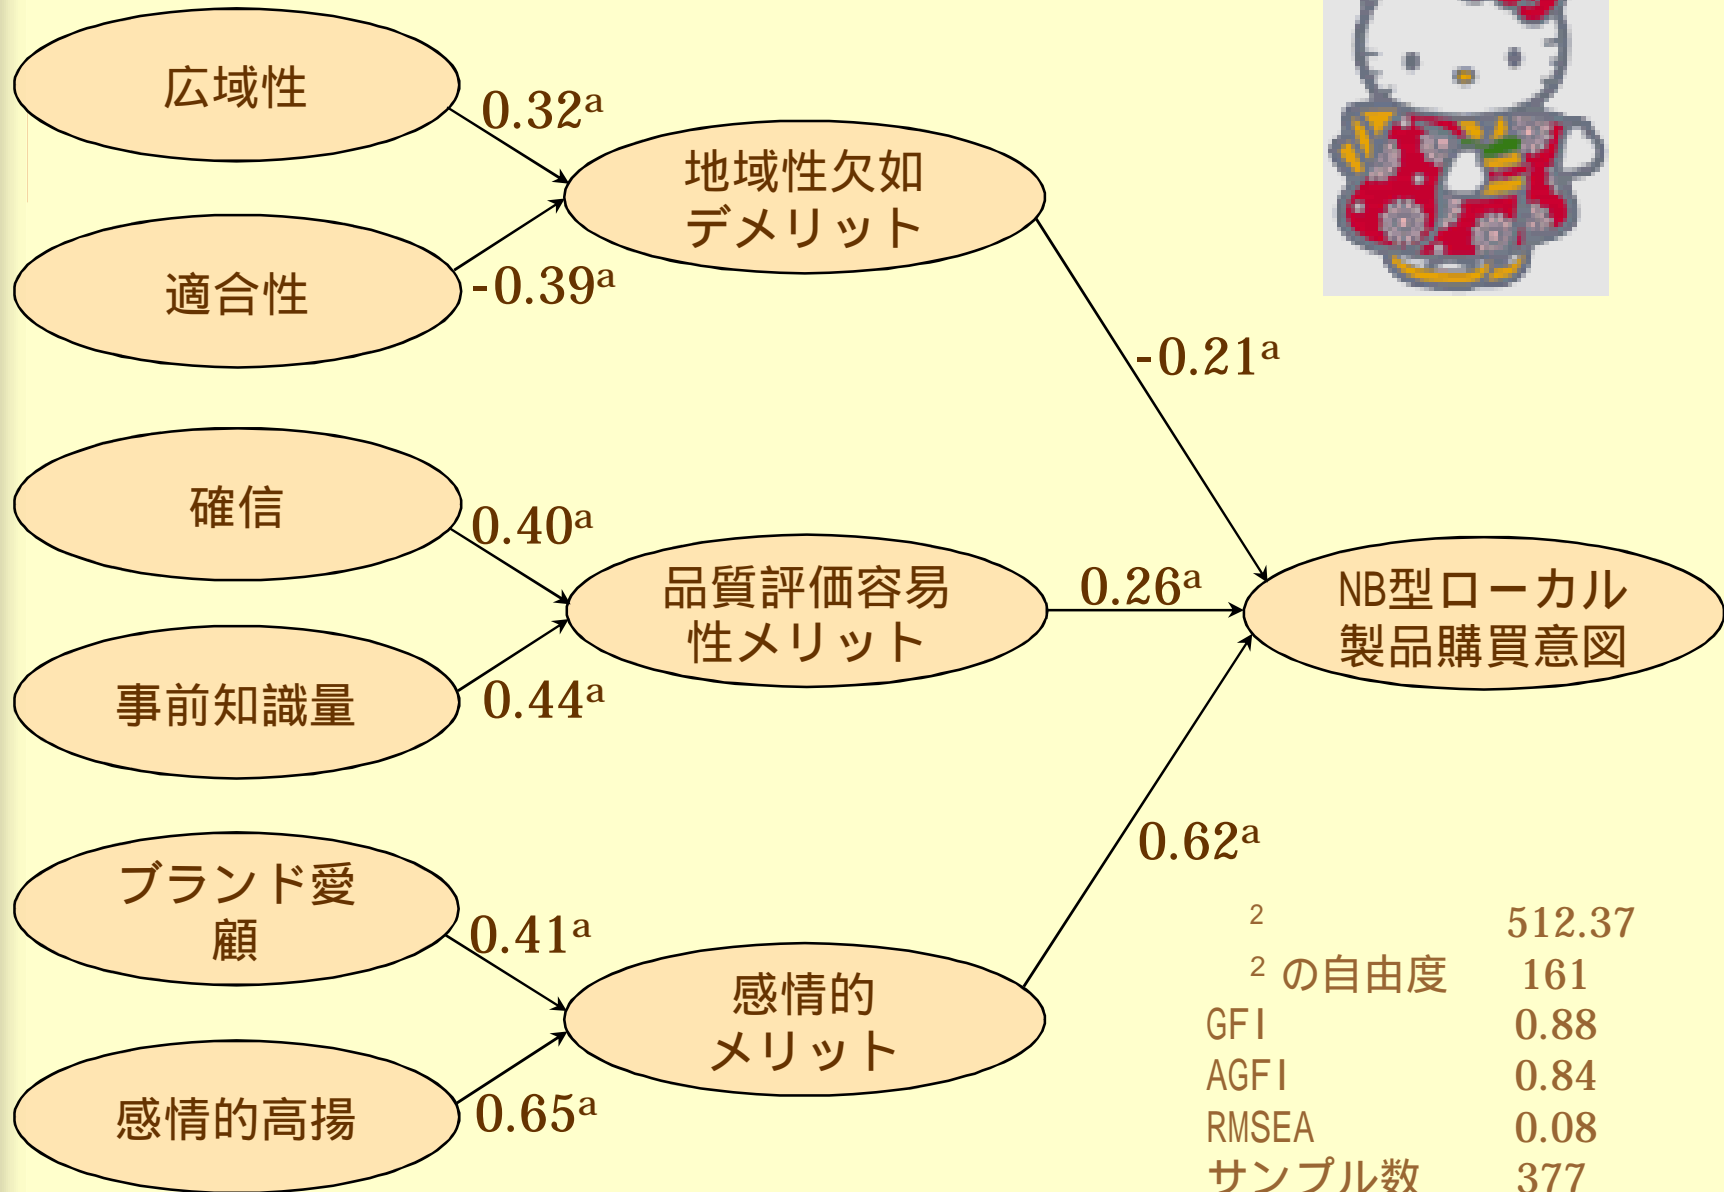 広域性
0.32ᵃ
地域性欠如
デメリット
適合性
-0.39ᵃ
-0.21ᵃ
確信
0.40ᵃ
品質評価容易
性メリット
0.26ᵃ
NB型ローカル
製品購買意図
事前知識量
0.44ᵃ
0.62ᵃ
ブランド愛
顧
0.41ᵃ
感情的
メリット
感情的高揚
0.65ᵃ
² 512.37
² の自由度 161
GFI 0.88
AGFI 0.84
RMSEA 0.08
サンプル数 377